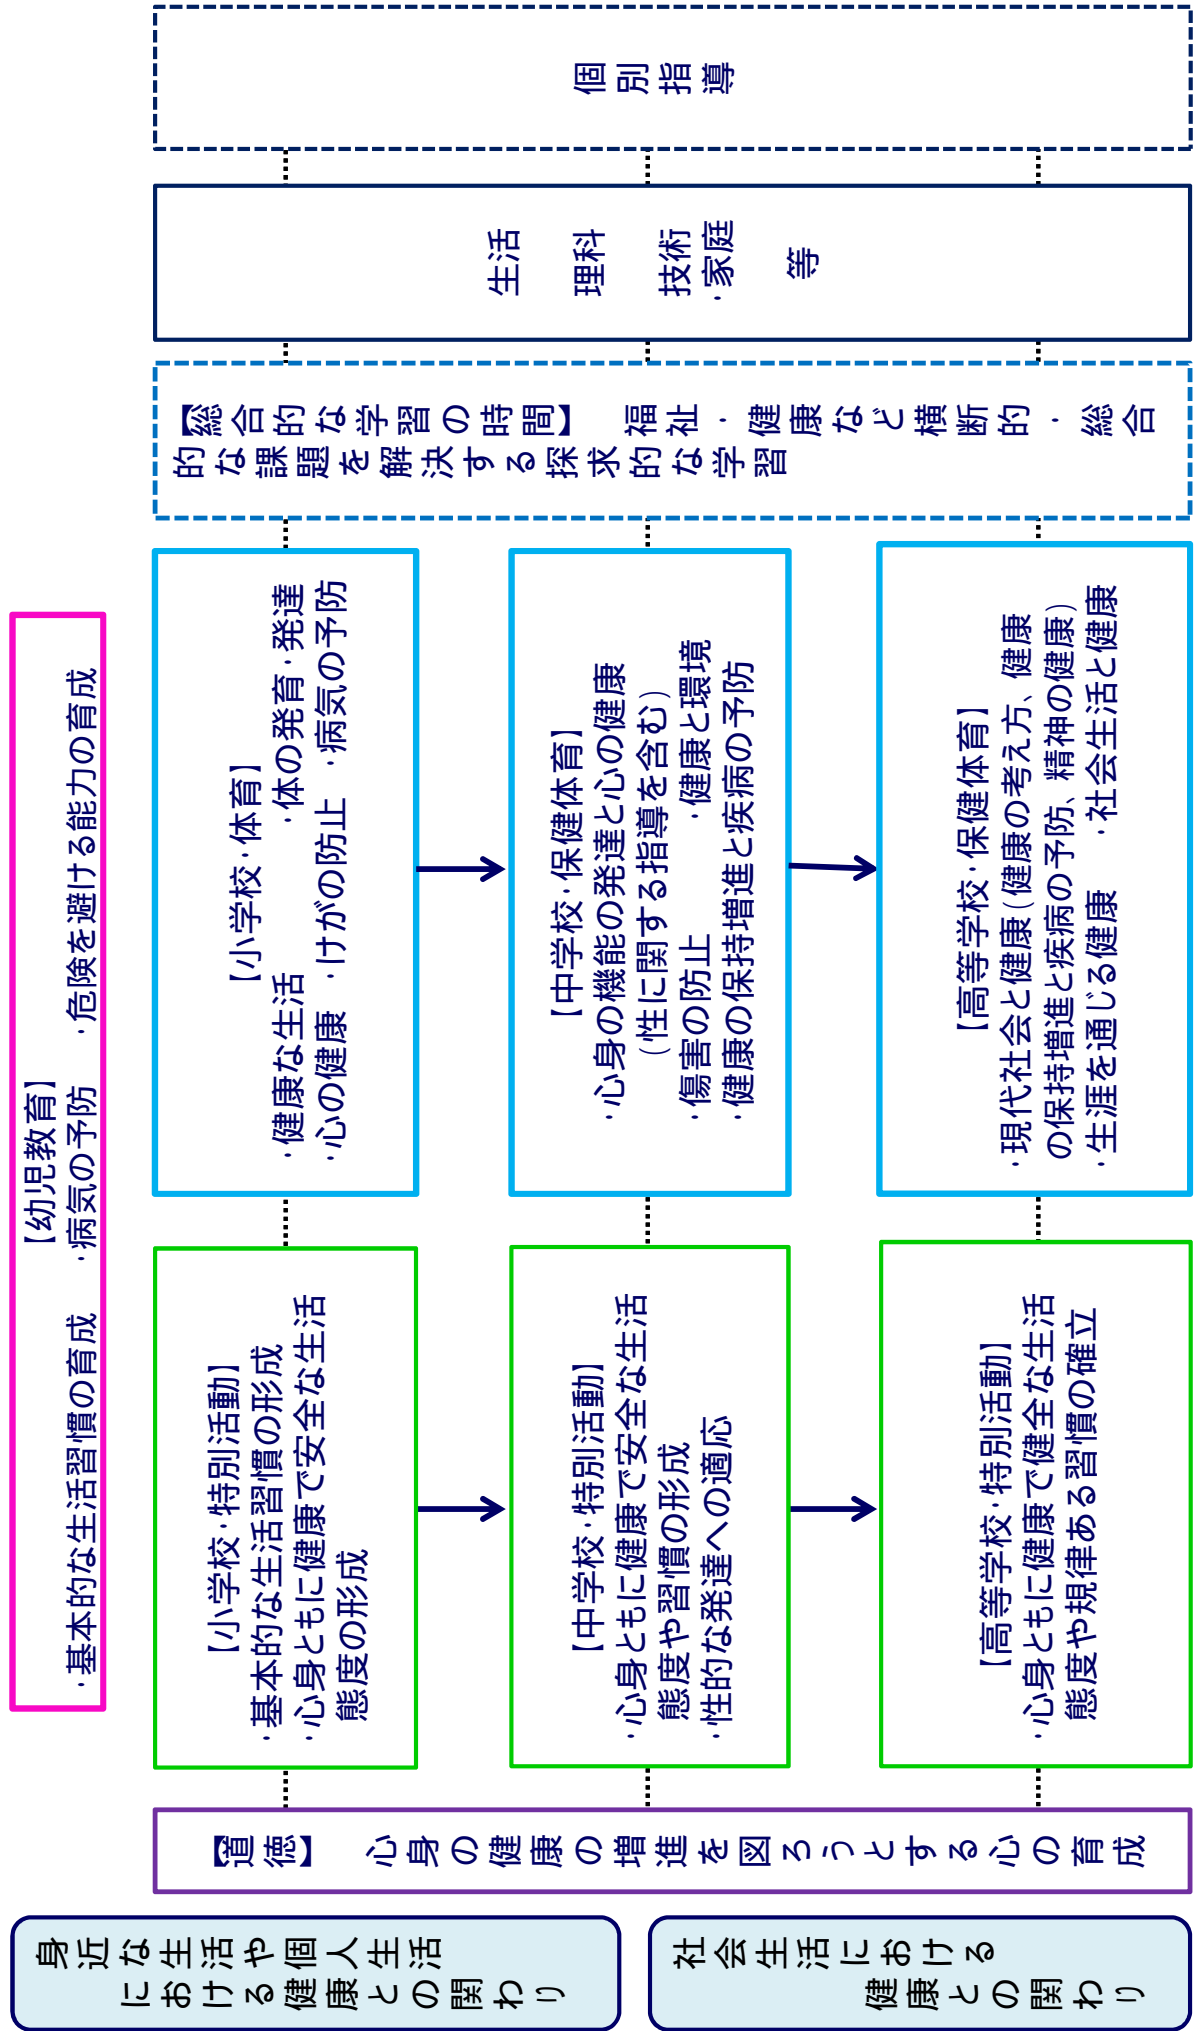 【幼児教育】
・基本的な生活習慣の育成　・病気の予防　・危険を避ける能力の育成
身近な生活や個人生活
における健康との関わり
社会生活における
健康との関わり
【道徳】　心身の健康の増進を図ろうとする心の育成
【小学校・特別活動】
・基本的な生活習慣の形成
・心身ともに健康で安全な生活
態度の形成
【中学校・特別活動】
・心身ともに健康で安全な生活
態度や習慣の形成
・性的な発達への適応
【高等学校・特別活動】
・心身ともに健康で健全な生活
態度や規律ある習慣の確立
【小学校・体育】
・健康な生活　　・体の発育・発達
・心の健康　・けがの防止　・病気の予防
【中学校・保健体育】
・心身の機能の発達と心の健康
（性に関する指導を含む）
・傷害の防止　　・健康と環境
・健康の保持増進と疾病の予防
【高等学校・保健体育】
・現代社会と健康（健康の考え方、健康
の保持増進と疾病の予防、精神の健康）
・生涯を通じる健康　・社会生活と健康
【総合的な学習の時間】　福祉・健康など横断的・総合
的な課題を解決する探求的な学習
生活
理科
技術
・家庭
等
個別指導